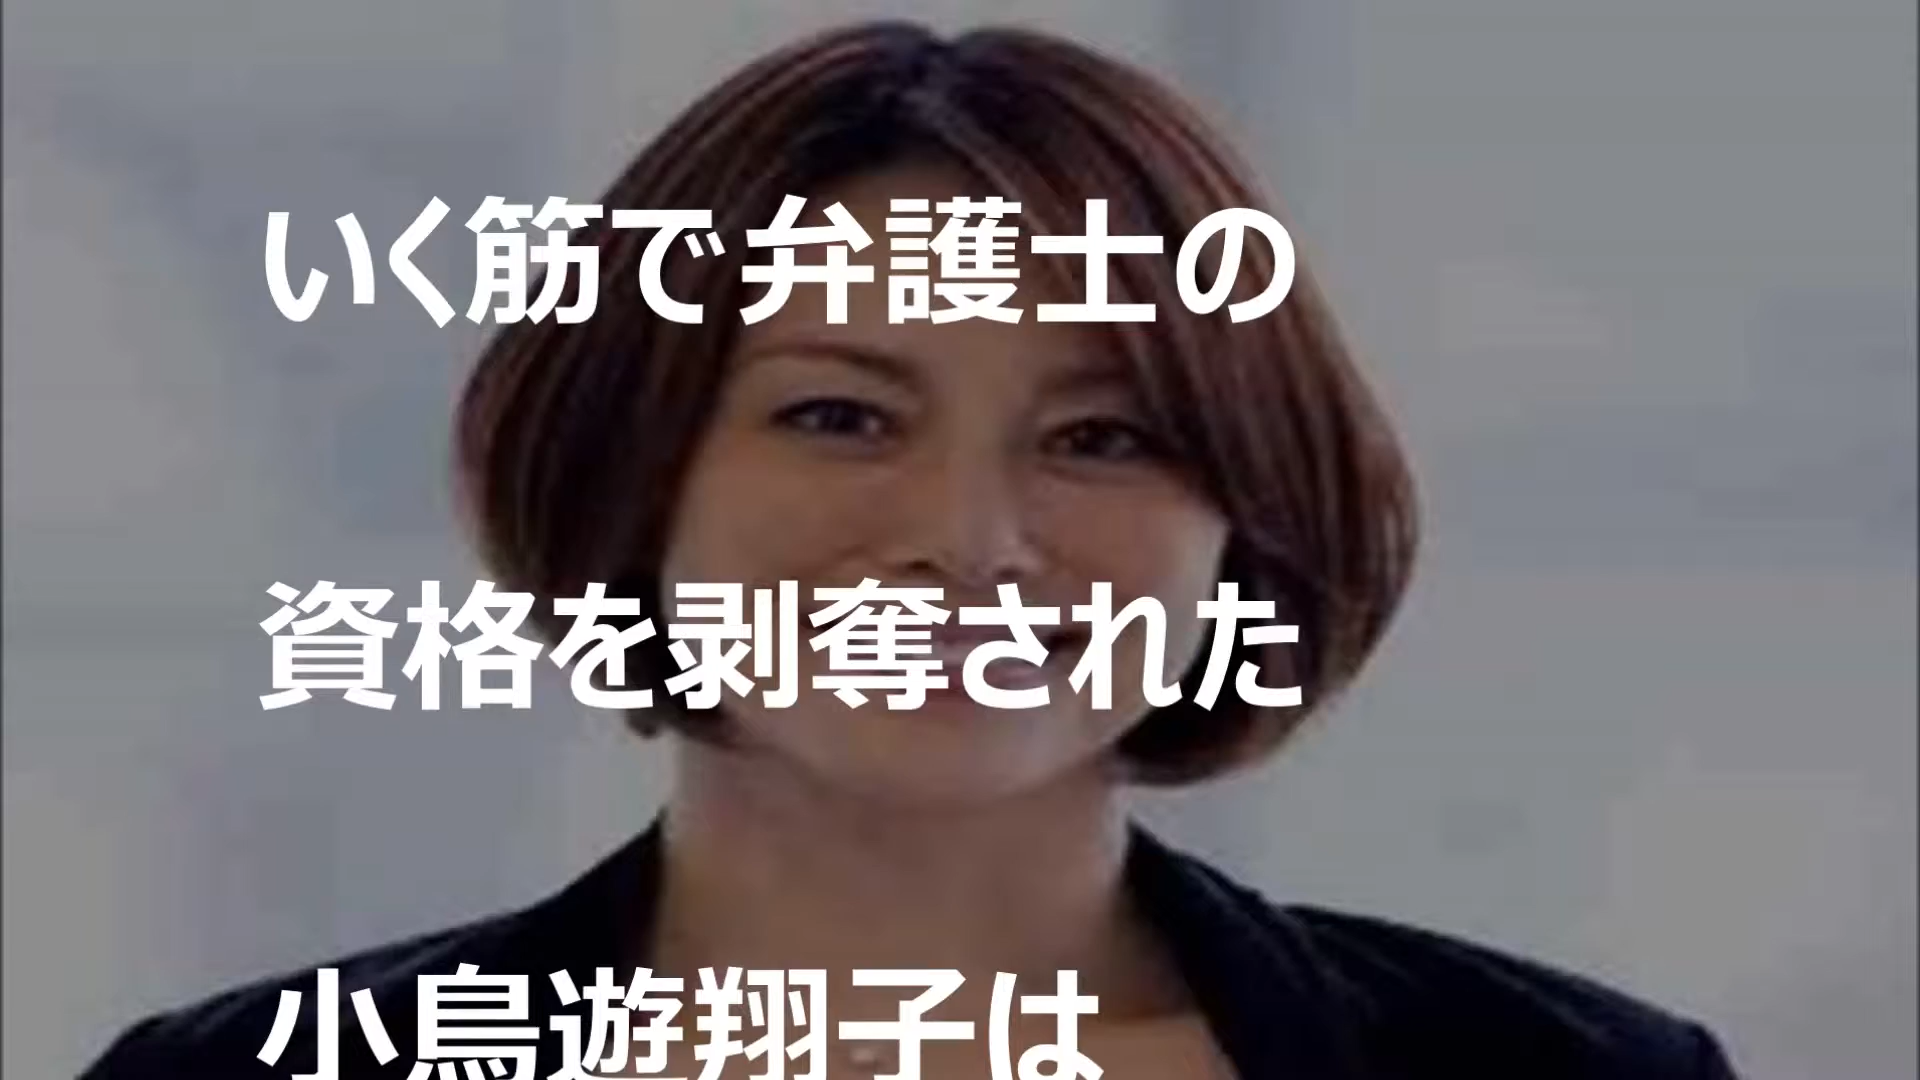 いく筋で弁護士の
資格を剥奪された
小鳥遊翔子は